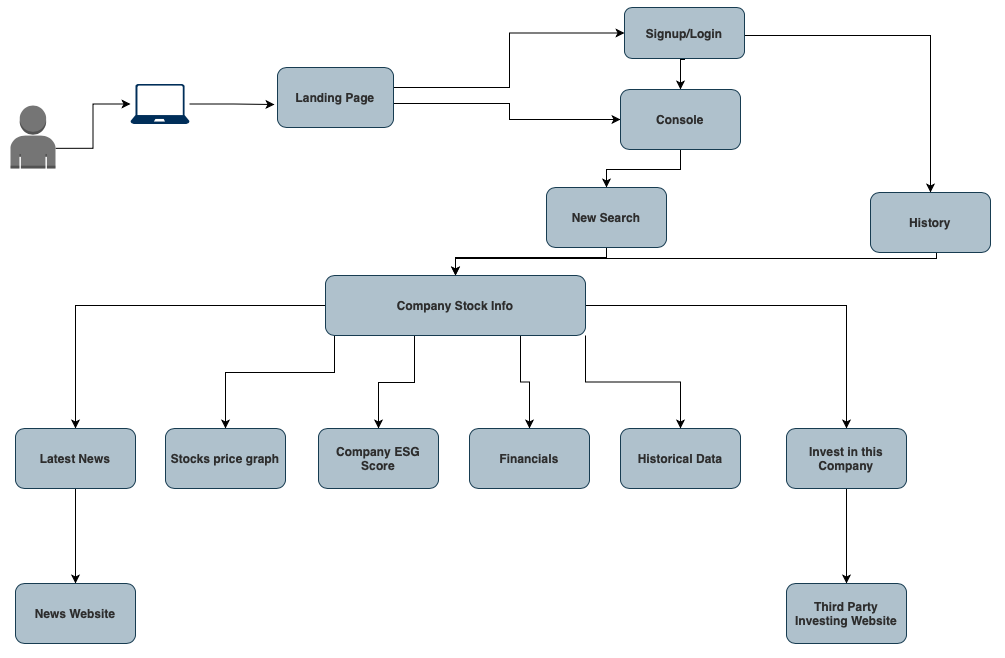 Signup/Login
Landing Page
Console
New Search
History
Company Stock Info
Latest News
Stocks price graph
Company ESG
Score
Financials
Historical Data
Invest in this
Company
News Website
Third Party
Investing Website